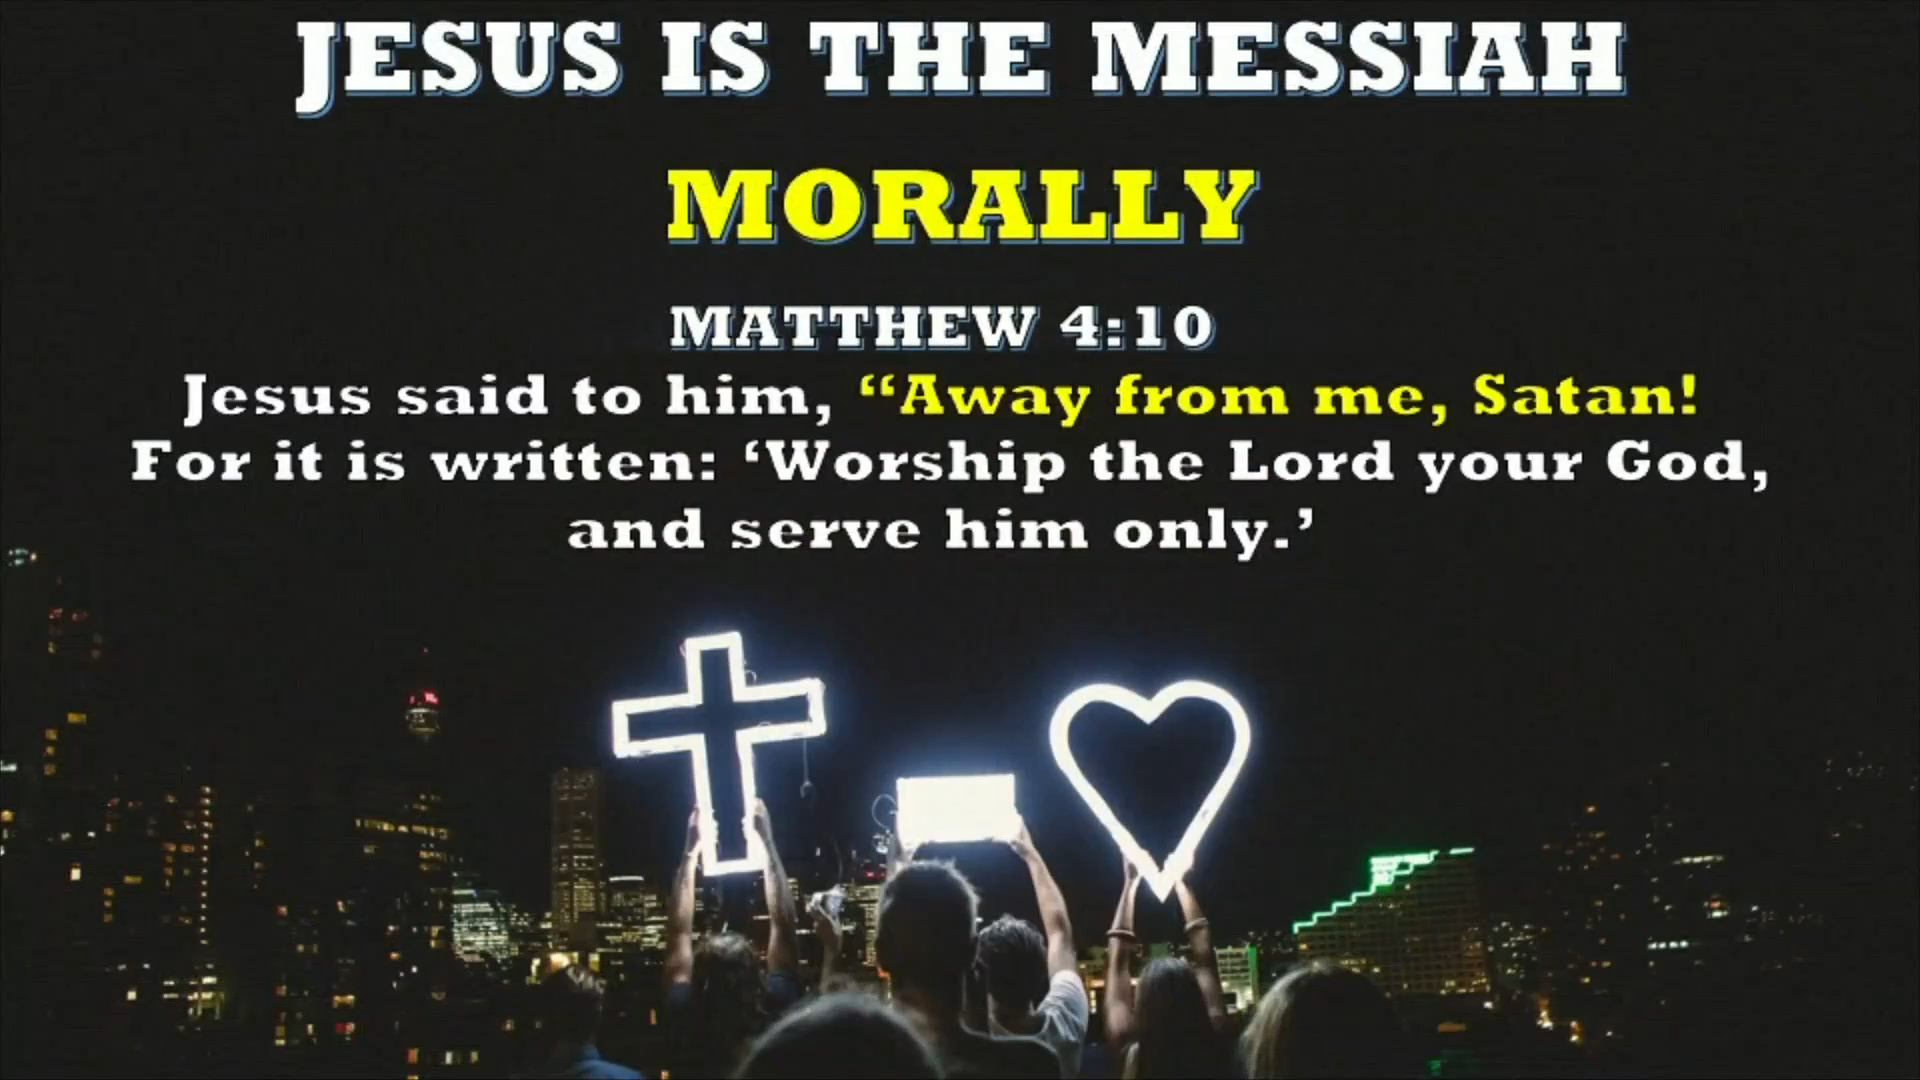 JESUS IS THE MESSIAH
MORALLY
MATTHEW 4:10
Jesus said to him, “Away from me, Satan!
For it is written: ‘Worship the Lord your God,
and serve him only.’